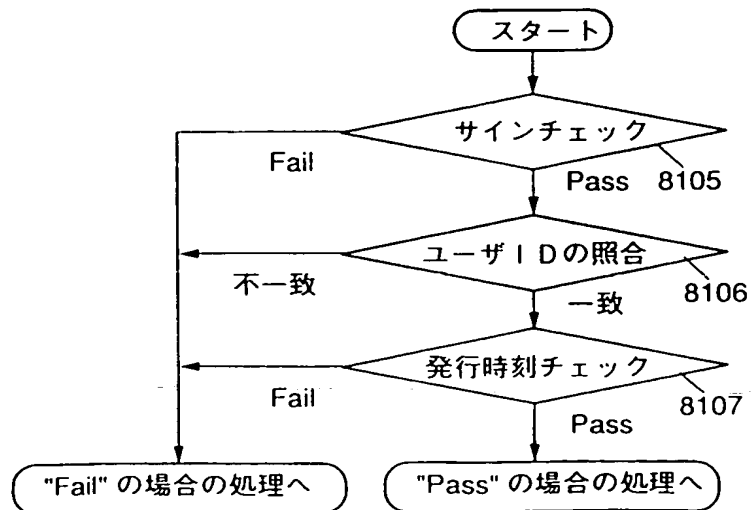 スタート
サインチェック
Fail
Pass 8105
ユーザIDの照合
不一致
一致
8106
発行時刻チェック
Fail
Pass
8107
"Fail" の場合の処理へ
"Pass" の場合の処理へ